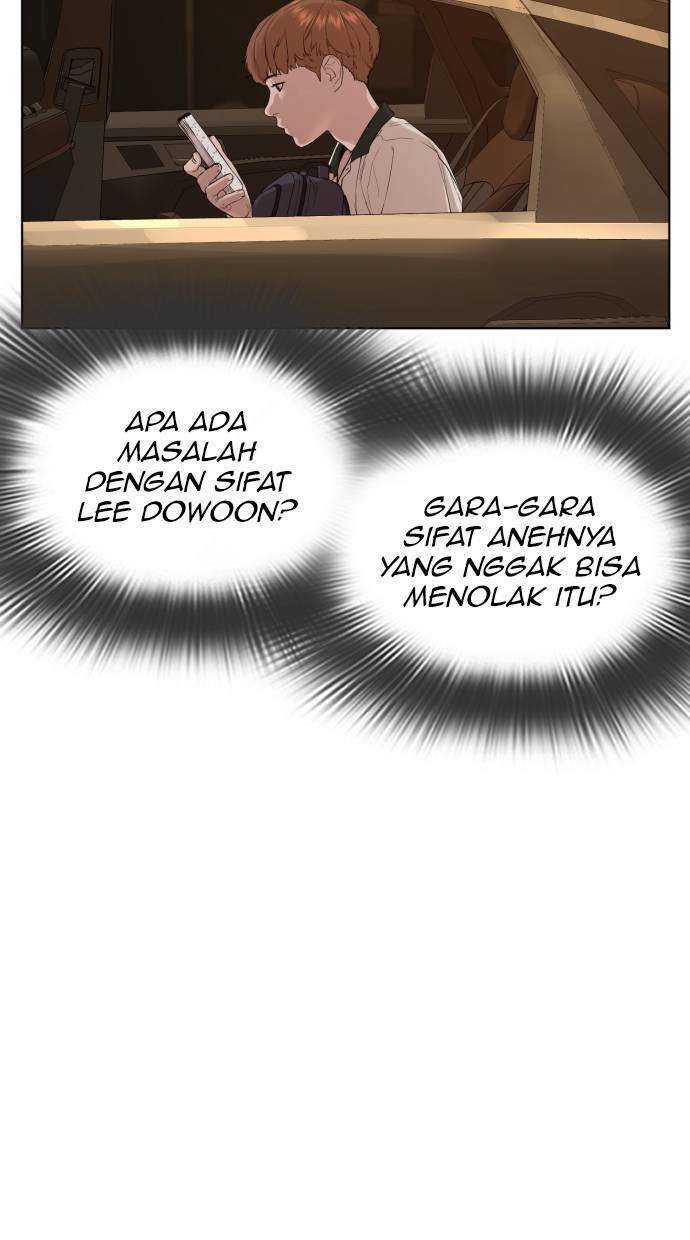 APA ADA
MASALAH
DENGAN SIFAT
LEE DOWOON?
GARA-GARA
SIFAT ANEHNYA
YANG NGGAK BISA
MENOLAK ITU?